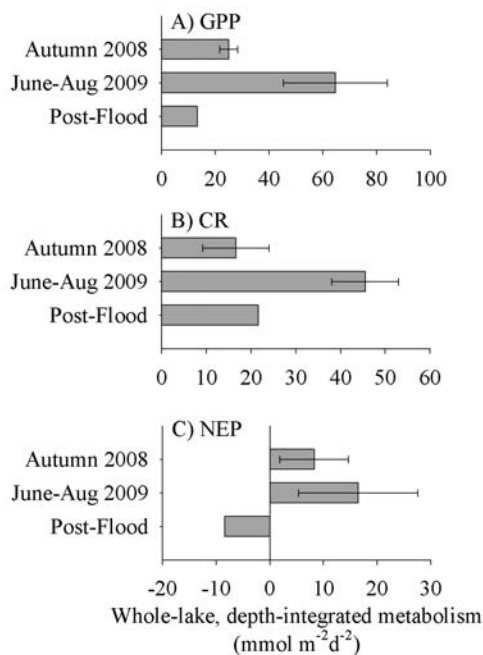 A) GPP
Autumn 2008
June-Aug 2009
Post-Flood
0 20 40 60 80 100
B) CR
Autumn 2008
June-Aug 2009
Post-Flood
0 10 20 30 40 50 60
C) NEP
Autumn 2008
June-Aug 2009
Post-Flood
-20 -10 0 10 20 30
Whole-lake, depth-integrated metabolism
(mmol m⁻²d⁻²)